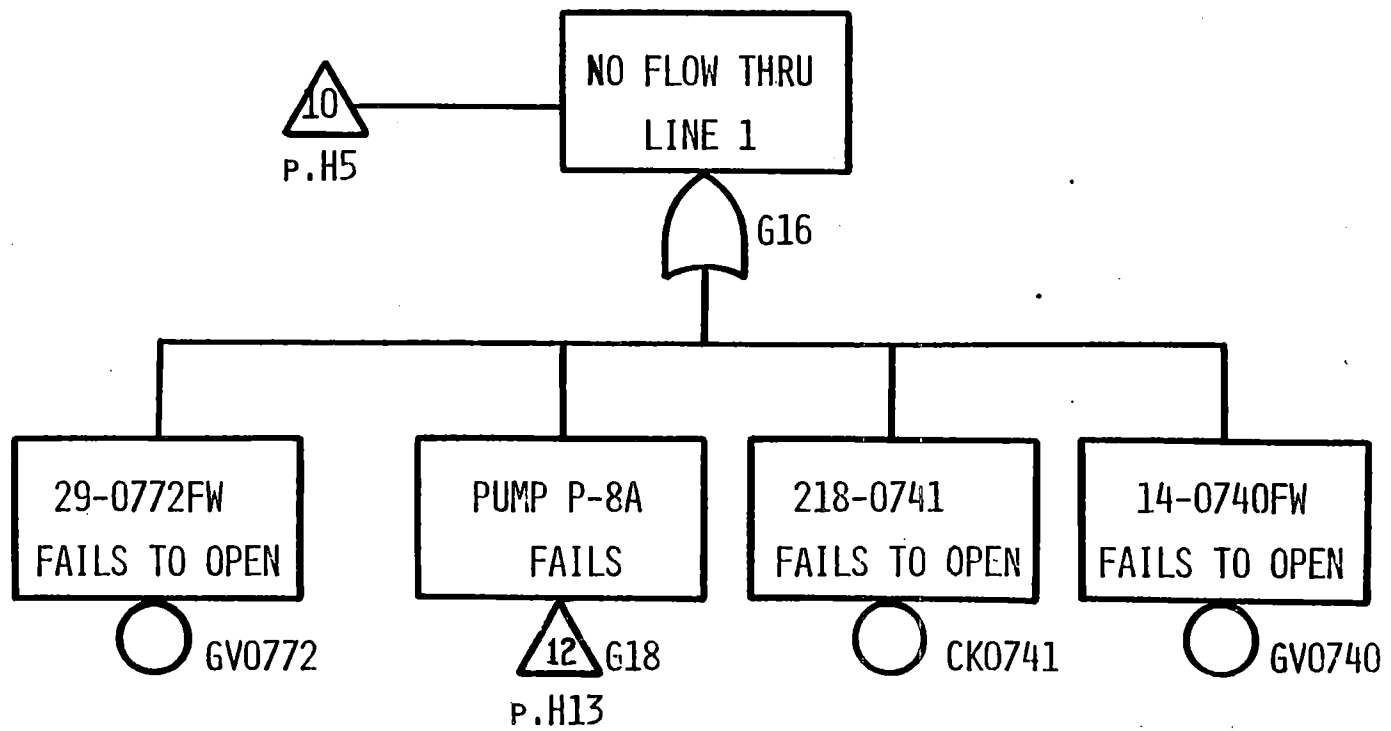 NO FLOW THRU
LINE 1
10
P.H5
G16
29-0772FW
FAILS TO OPEN
GV0772
PUMP P-8A
FAILS
12
G18
P.H13
218-0741
FAILS TO OPEN
CK0741
14-0740FW
FAILS TO OPEN
GV0740